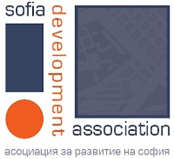 sofia
development
association
асоциация за развитие на софия